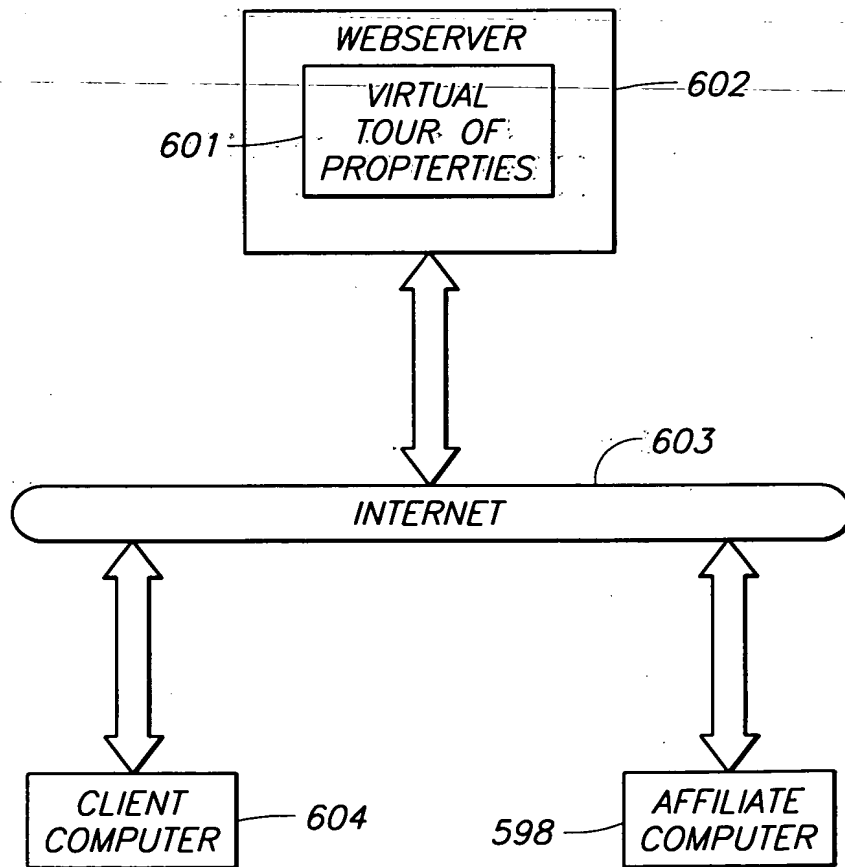 WEBSERVER
602
VIRTUAL
TOUR OF
PROPTERTIES
601
603
INTERNET
CLIENT
COMPUTER
604
598
AFFILIATE
COMPUTER